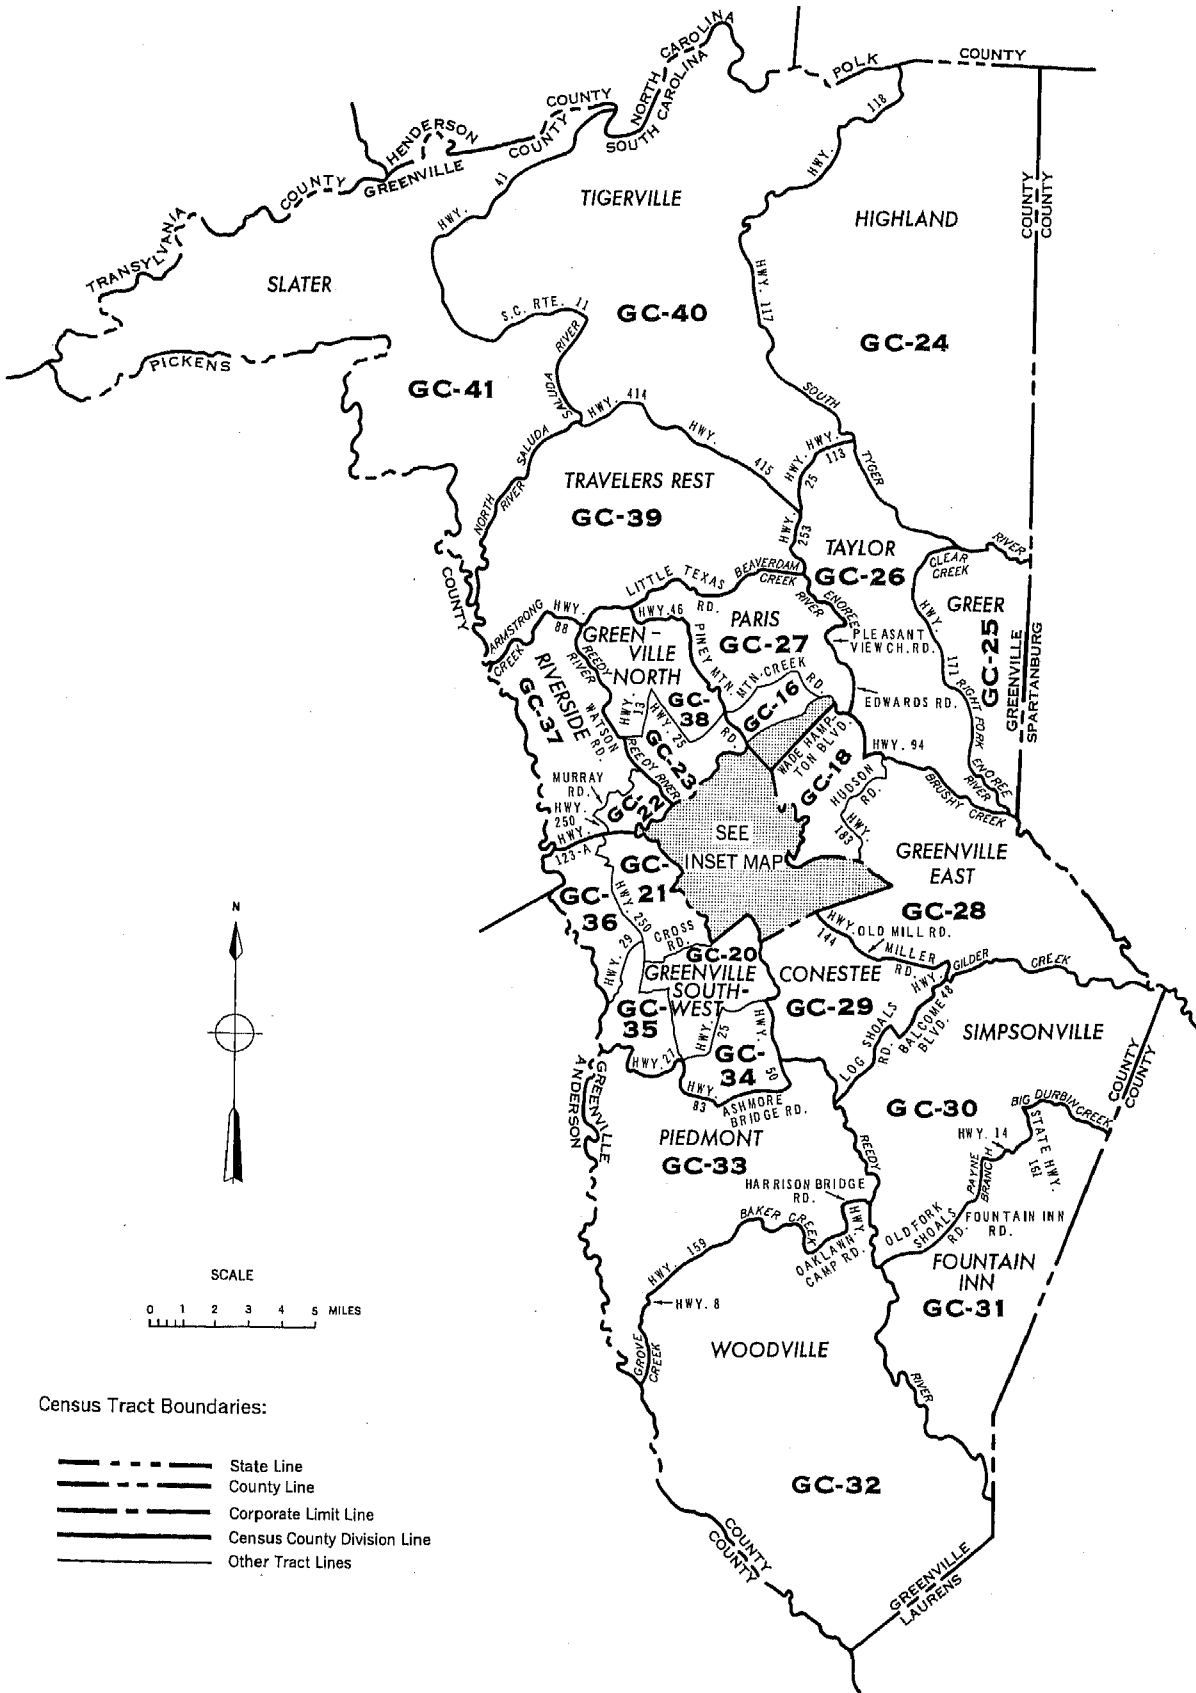 NORTH CAROLINA
SOUTH CAROLINA
POLK COUNTY
HENDERSON COUNTY
GREENVILLE COUNTY
TRANSYLVANIA COUNTY
PICKENS
COUNTY
COUNTY
COUNTY
HWY. 118
HWY. 41
TIGERVILLE
HIGHLAND
SLATER
HWY. 117
S.C. RTE. 11
GC-40
GC-24
GC-41
SALUDA RIVER
SOUTH
TYGER
RIVER
HWY. 414
HWY. 415
HWY. 25
HWY. 113
NORTH SALUDA RIVER
TRAVELERS REST
GC-39
HWY. 253
TAYLOR
GC-26
CLEAR
CREEK
LITTLE TEXAS RD.
BEAVERDAM
CREEK
ENOREE
RIVER
GREER
GC-25
GREENVILLE
SPARTANBURG
ARMSTRONG
CREEK
HWY. 88
HWY. 46
PARIS
GC-27
PLEASANT
VIEW CH. RD.
HWY. 171
RIGHT FORK ENOREE
RIVER
GREEN-
VILLE
NORTH
REEDY
RIVER
RIVERSIDE
GC-37
PINEY MTN. RD.
MTN. CREEK RD.
GC-16
GC-
38
EDWARDS RD.
HWY. 13
HWY. 25
GC-23
WATSON
RD.
REEDY RIVER
WADE HAMP-
TON BLVD.
GC-18
HWY. 94
BRUSHY CREEK
HUDSON RD.
HWY. 183
MURRAY
RD.
HWY.
250
GC-
22
HWY.
123-A
SEE
INSET MAP
GREENVILLE
EAST
GC-28
GC-
21
GC-
36
HWY. 250
HWY. 29
CROSS
RD.
GC-20
GREENVILLE
SOUTH-
WEST
HWY. 144
OLD MILL RD.
MILLER RD.
HWY. 48
GILDER CREEK
CONESTEE
GC-29
GC-
35
SIMPSONVILLE
LOG SHOALS
RD.
BALCOME
BLVD.
HWY. 25
HWY. 50
GC-
34
HWY. 27
HWY. 83
ASHMORE
BRIDGE RD.
GREENVILLE
ANDERSON
COUNTY
COUNTY
GC-30
BIG DURBIN CREEK
HWY. 14
STATE HWY.
161
PIEDMONT
GC-33
REEDY
PAYNE
BRANCH
HARRISON BRIDGE
RD.
BAKER CREEK
HWY.
OAKLAWN
CAMP RD.
OLD FORK
SHOALS RD.
FOUNTAIN INN
RD.
HWY. 159
FOUNTAIN
INN
GC-31
HWY. 8
GROVE
CREEK
WOODVILLE
RIVER
GC-32
COUNTY
COUNTY
GREENVILLE
LAURENS
N
SCALE
0 1 2 3 4 5 MILES
Census Tract Boundaries:
State Line
County Line
Corporate Limit Line
Census County Division Line
Other Tract Lines